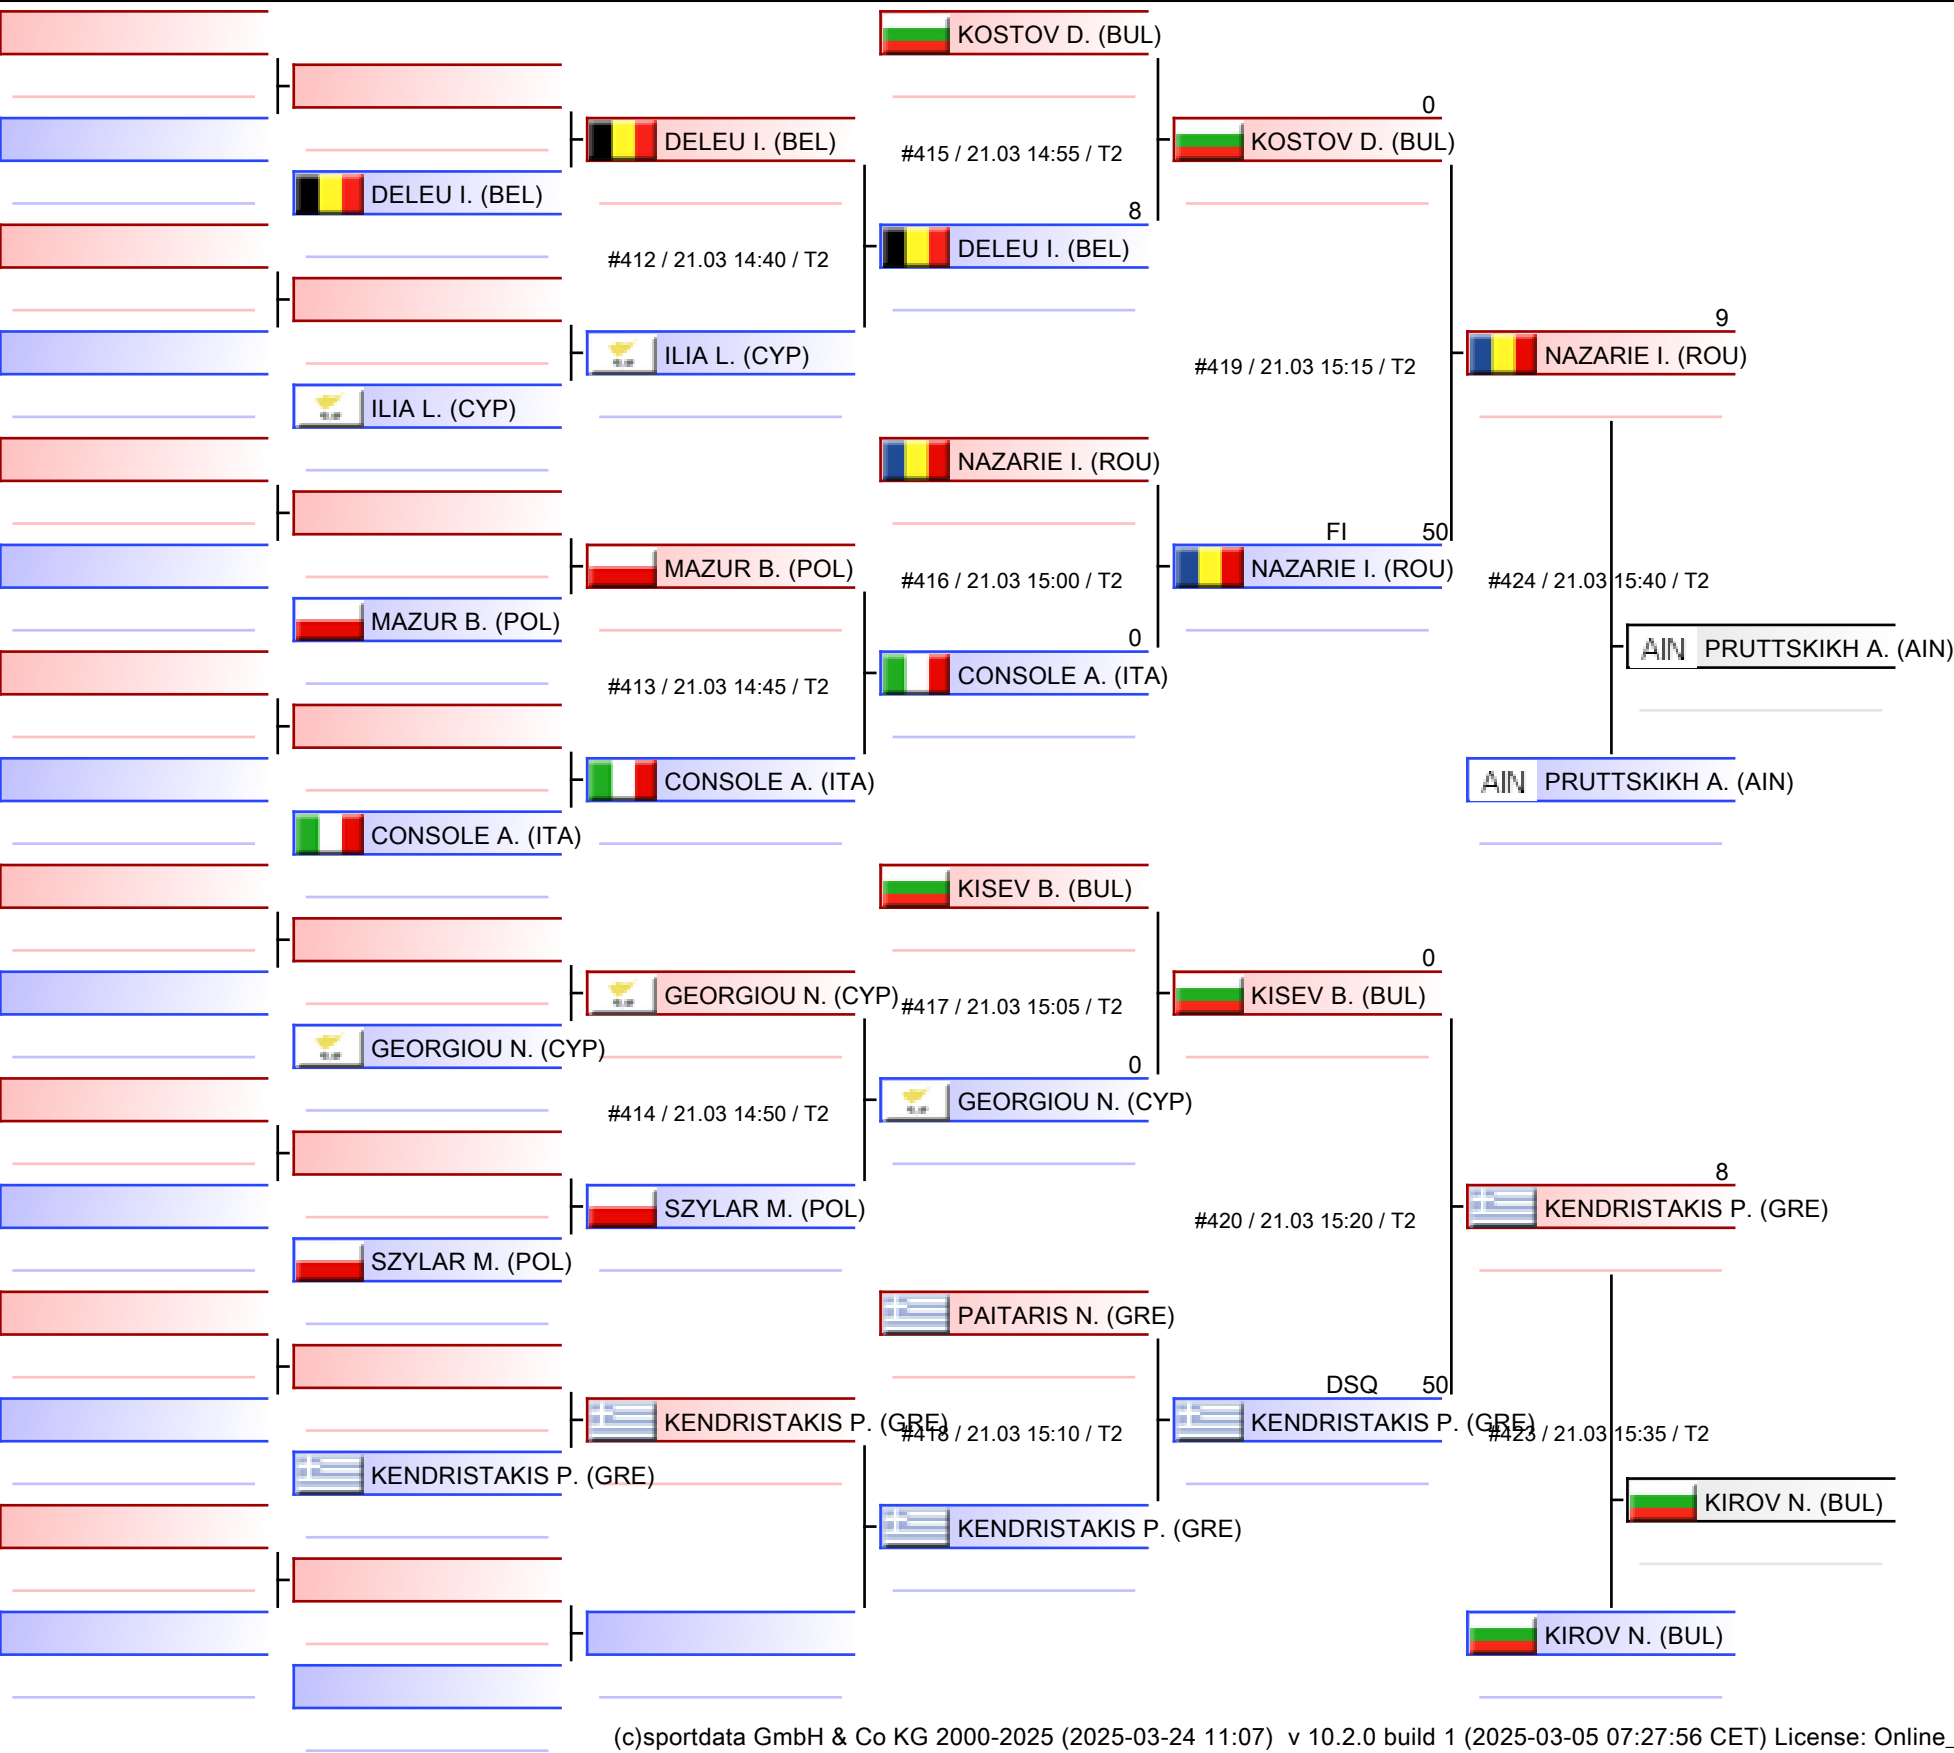 KOSTOV D. (BUL)
0
DELEU I. (BEL)
KOSTOV D. (BUL)
#415 / 21.03 14:55 / T2
DELEU I. (BEL)
8
DELEU I. (BEL)
#412 / 21.03 14:40 / T2
9
ILIA L. (CYP)
NAZARIE I. (ROU)
#419 / 21.03 15:15 / T2
ILIA L. (CYP)
NAZARIE I. (ROU)
FI 50
MAZUR B. (POL)
NAZARIE I. (ROU)
#416 / 21.03 15:00 / T2
#424 / 21.03 15:40 / T2
MAZUR B. (POL)
0
AIN PRUTTSKIKH A. (AIN)
CONSOLE A. (ITA)
#413 / 21.03 14:45 / T2
CONSOLE A. (ITA)
AIN PRUTTSKIKH A. (AIN)
CONSOLE A. (ITA)
KISEV B. (BUL)
0
GEORGIOU N. (CYP)
KISEV B. (BUL)
#417 / 21.03 15:05 / T2
GEORGIOU N. (CYP)
0
GEORGIOU N. (CYP)
#414 / 21.03 14:50 / T2
8
SZYLAR M. (POL)
KENDRISTAKIS P. (GRE)
#420 / 21.03 15:20 / T2
SZYLAR M. (POL)
PAITARIS N. (GRE)
DSQ 50
KENDRISTAKIS P. (GRE)
KENDRISTAKIS P. (GRE)
#418 / 21.03 15:10 / T2
#423 / 21.03 15:35 / T2
KENDRISTAKIS P. (GRE)
KIROV N. (BUL)
KENDRISTAKIS P. (GRE)
KIROV N. (BUL)
(c)sportdata GmbH & Co KG 2000-2025 (2025-03-24 11:07) v 10.2.0 build 1 (2025-03-05 07:27:56 CET) License: Online_